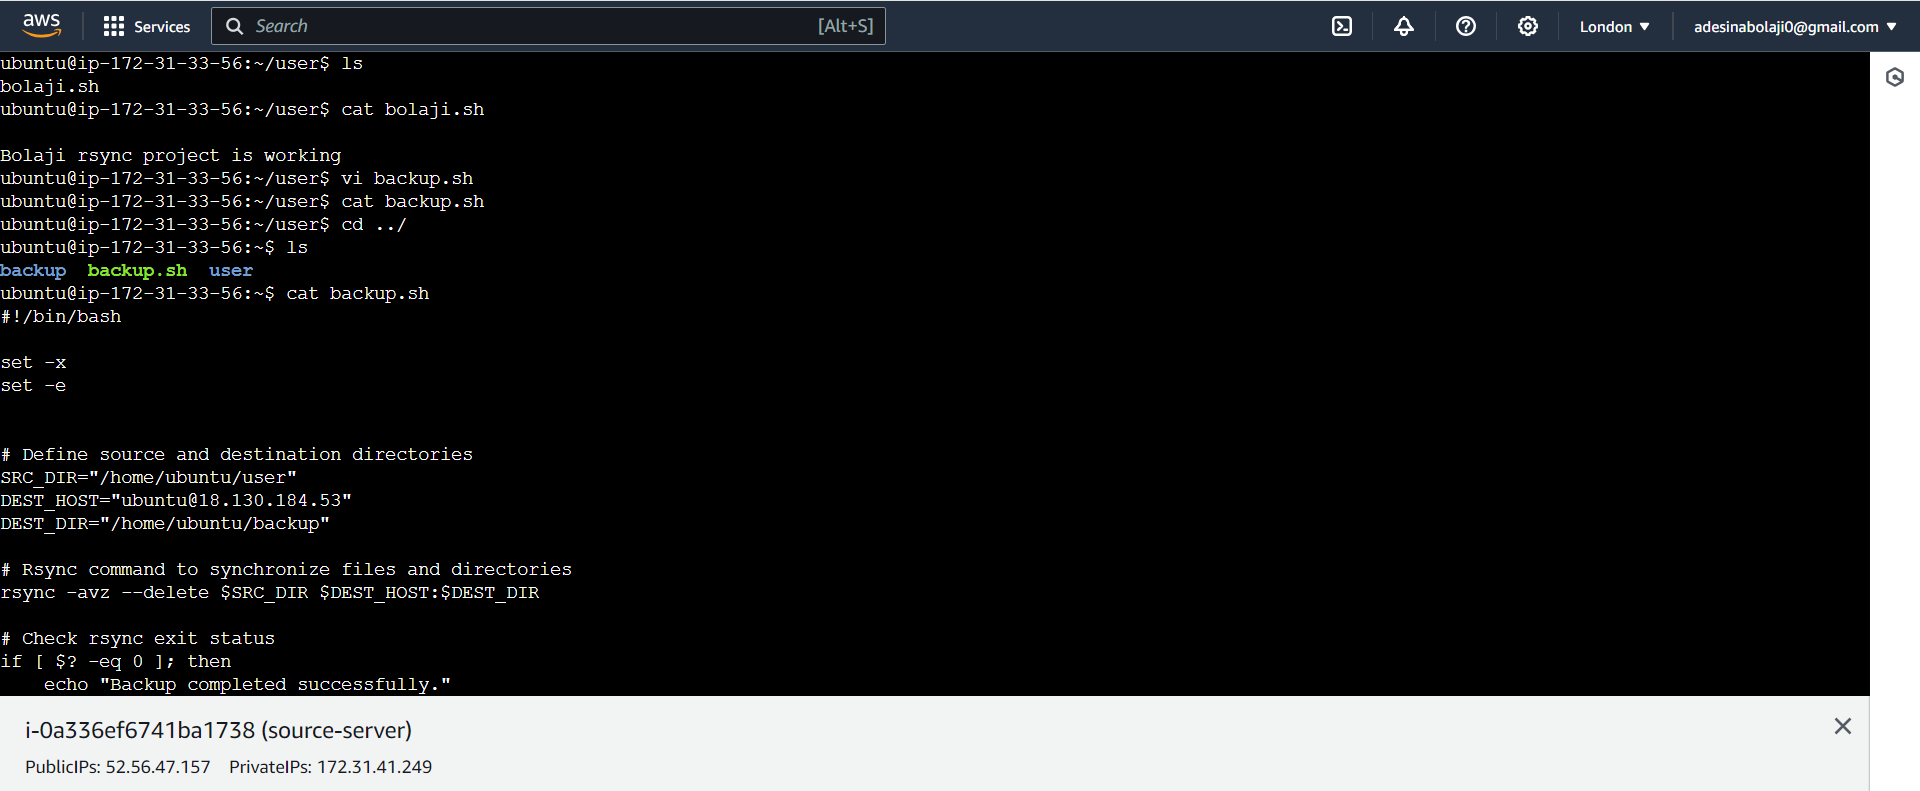 aws
Services
Search
[Alt+S]
London
adesinabolaji0@gmail.com
ubuntu@ip-172-31-33-56:~/user$ ls
bolaji.sh
ubuntu@ip-172-31-33-56:~/user$ cat bolaji.sh
Bolaji rsync project is working
ubuntu@ip-172-31-33-56:~/user$ vi backup.sh
ubuntu@ip-172-31-33-56:~/user$ cat backup.sh
ubuntu@ip-172-31-33-56:~/user$ cd ../
ubuntu@ip-172-31-33-56:~$ ls
backup  backup.sh  user
ubuntu@ip-172-31-33-56:~$ cat backup.sh
#!/bin/bash
set -x
set -e
# Define source and destination directories
SRC_DIR="/home/ubuntu/user"
DEST_HOST="ubuntu@18.130.184.53"
DEST_DIR="/home/ubuntu/backup"
# Rsync command to synchronize files and directories
rsync -avz --delete $SRC_DIR $DEST_HOST:$DEST_DIR
# Check rsync exit status
if [ $? -eq 0 ]; then
    echo "Backup completed successfully."
i-0a336ef6741ba1738 (source-server)
PublicIPs: 52.56.47.157    PrivateIPs: 172.31.41.249